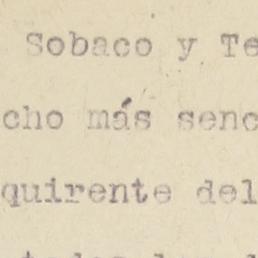 Sobaco y Te
cho más senc
quirente del